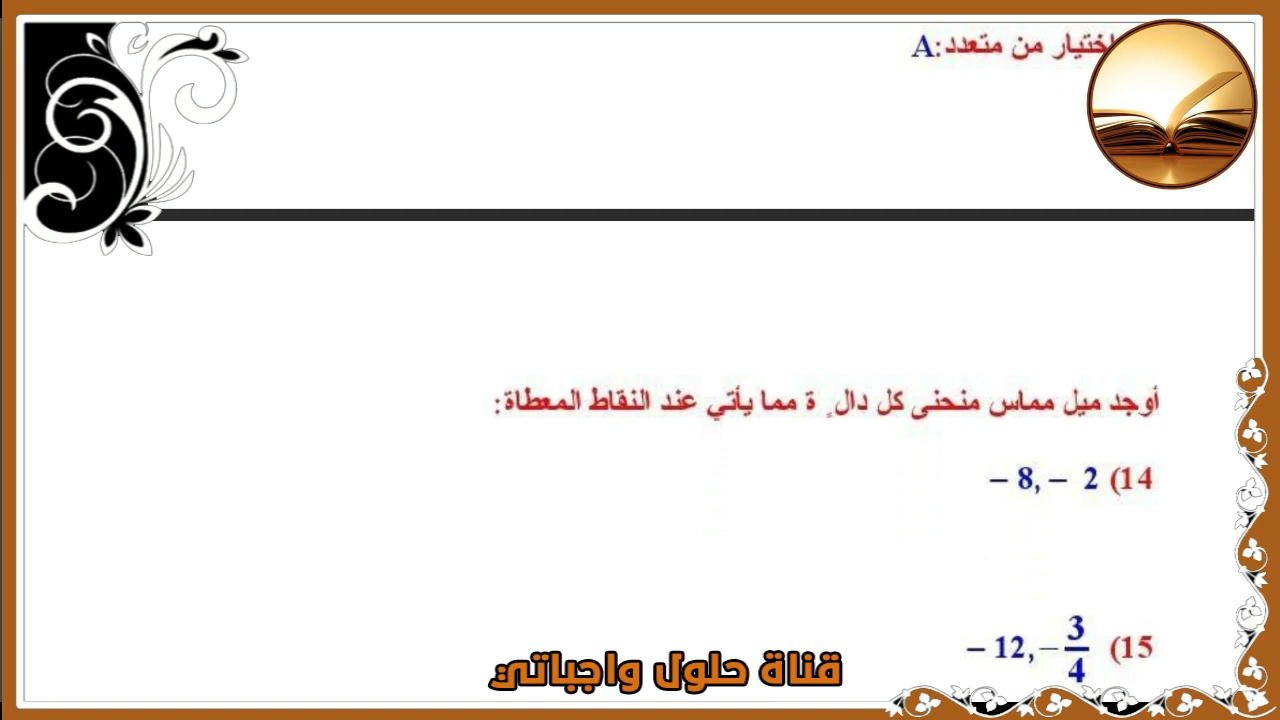 اختيار من متعدد: A
أوجد ميل مماس منحنى كل دالٍ ة مما يأتي عند النقاط المعطاة:
14) – 8, – 2
15) – 12, – 3/4
قناة حلول واجباتي